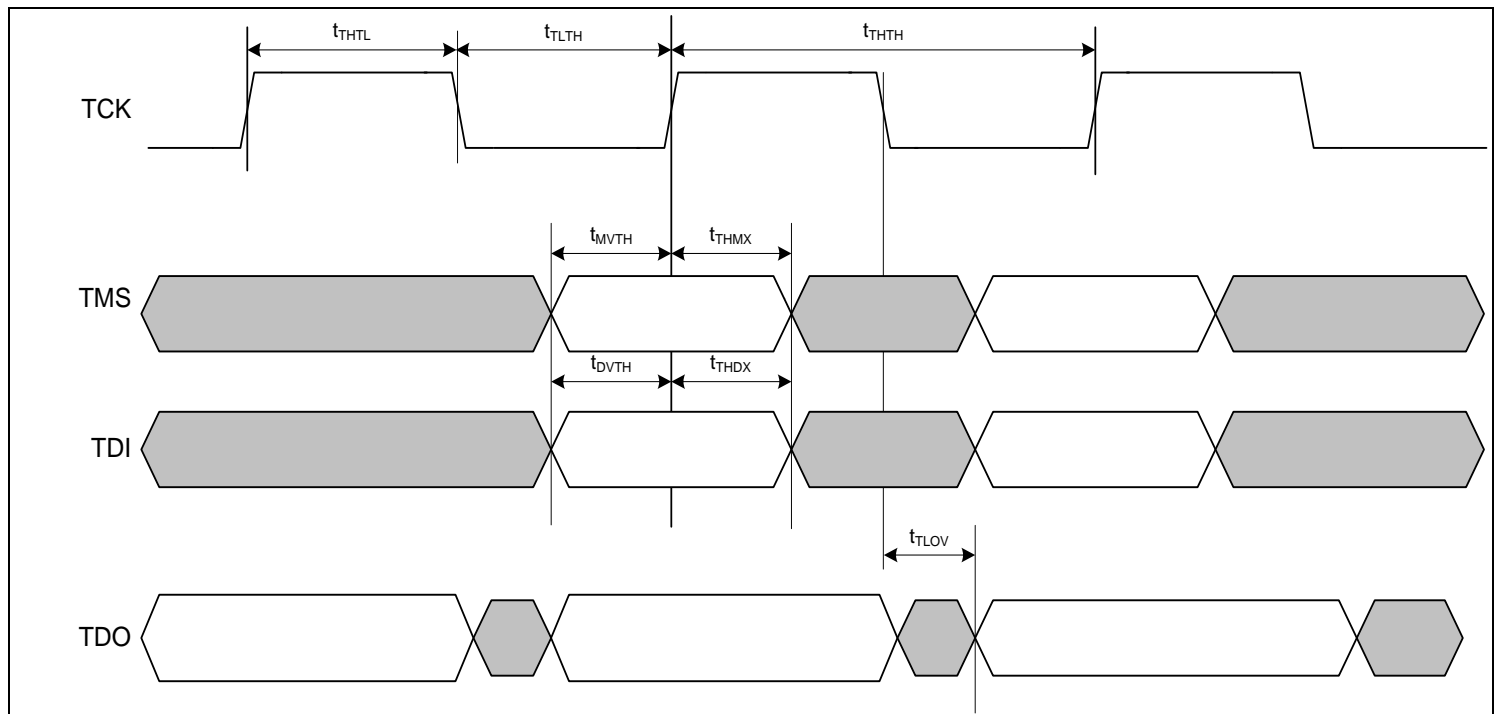 tTHTL tTLTH tTHTH
TCK
tMVTH tTHMX
TMS
tDVTH tTHDX
TDI
tTLOV
TDO